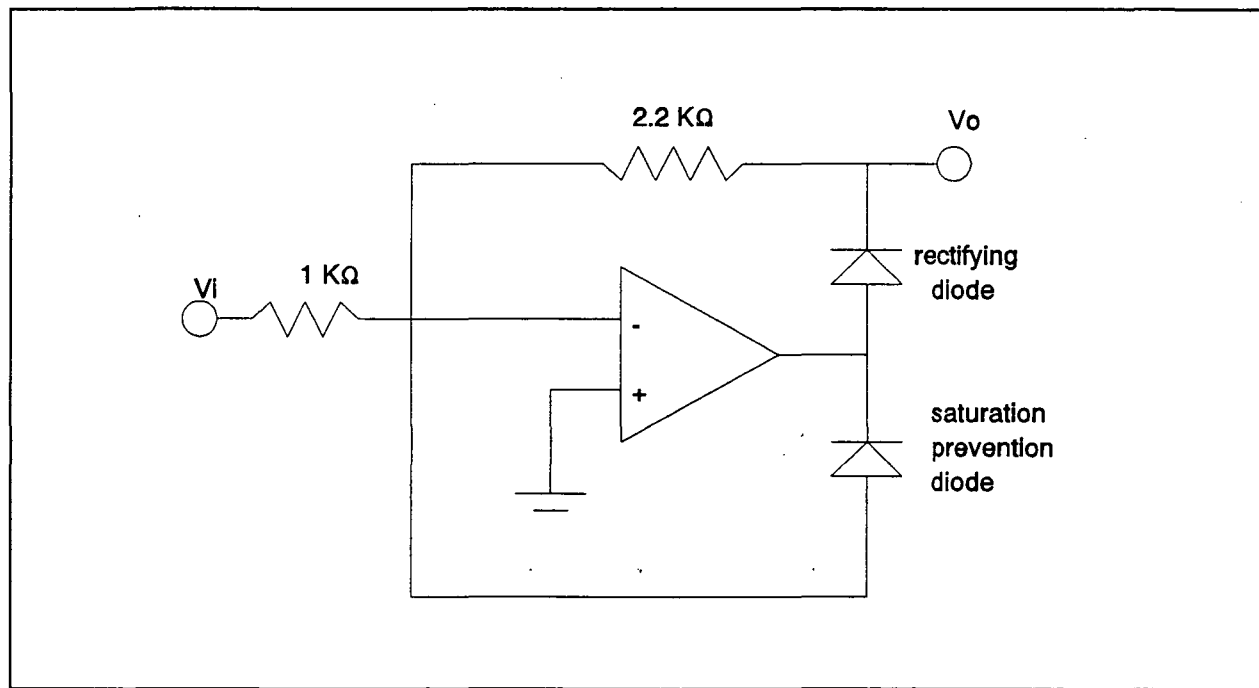 2.2 KΩ
Vo
rectifying
diode
1 KΩ
Vi
-
+
saturation
prevention
diode